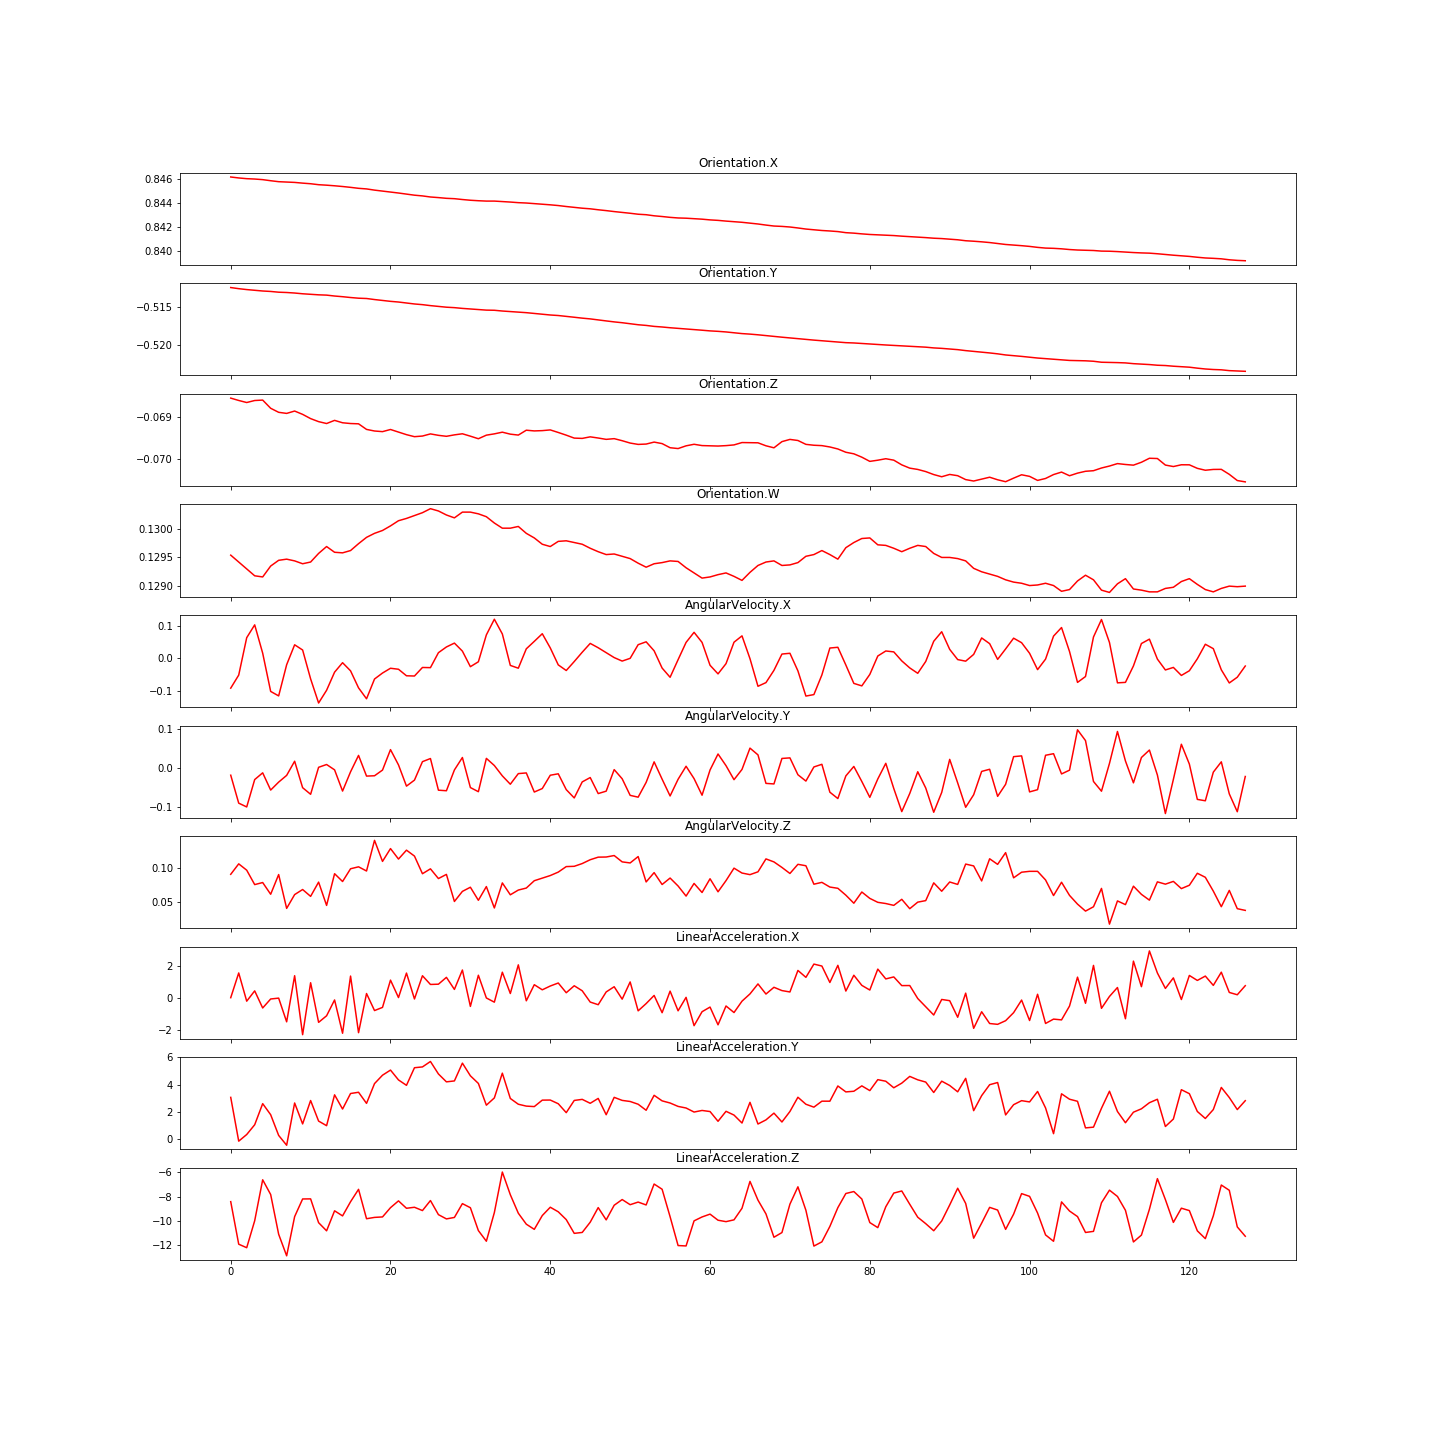 Orientation.X
0.846
0.844
0.842
0.840
Orientation.Y
−0.515
−0.520
Orientation.Z
−0.069
−0.070
Orientation.W
0.1300
0.1295
0.1290
AngularVelocity.X
0.1
0.0
−0.1
AngularVelocity.Y
0.1
0.0
−0.1
AngularVelocity.Z
0.10
0.05
LinearAcceleration.X
2
0
−2
LinearAcceleration.Y
6
4
2
0
LinearAcceleration.Z
−6
−8
−10
−12
0 20 40 60 80 100 120